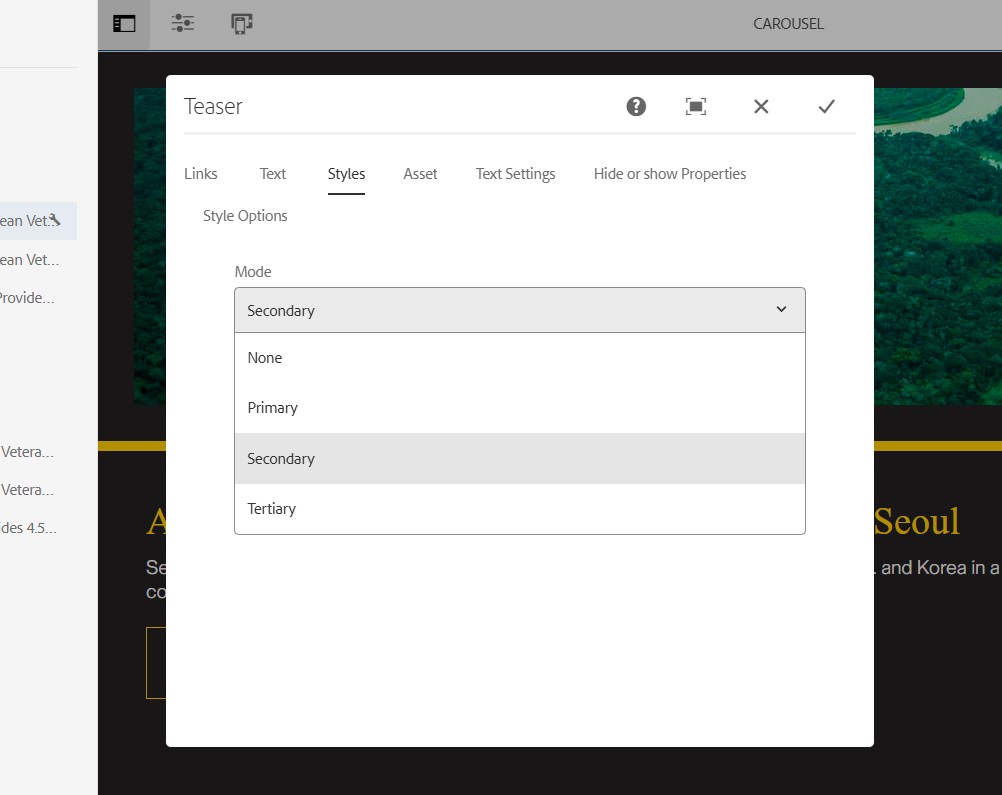 CAROUSEL
Teaser
Links Text Styles Asset Text Settings Hide or show Properties
Style Options
Mode
Secondary
None
Primary
Secondary
Tertiary
ean Vet...
ean Vet...
Provide...
Vetera...
Vetera...
ides 4.5...
A
Seoul
Se
. and Korea in a
co